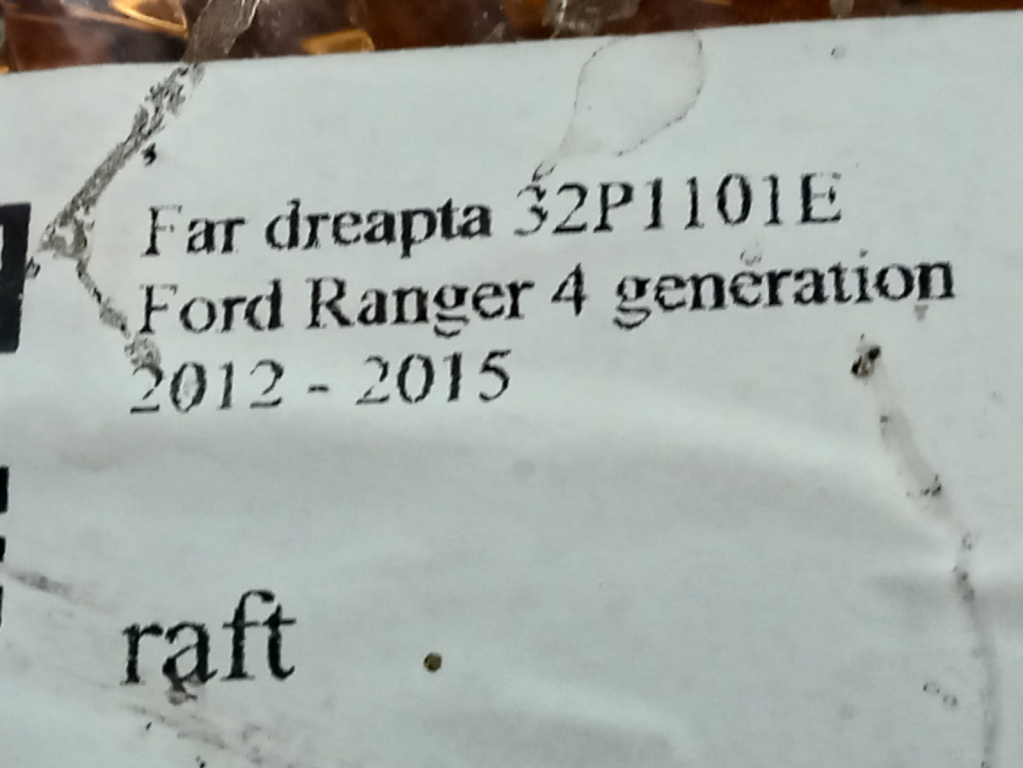 Far dreapta 32P1101E
Ford Ranger 4 generation
2012 - 2015
raft